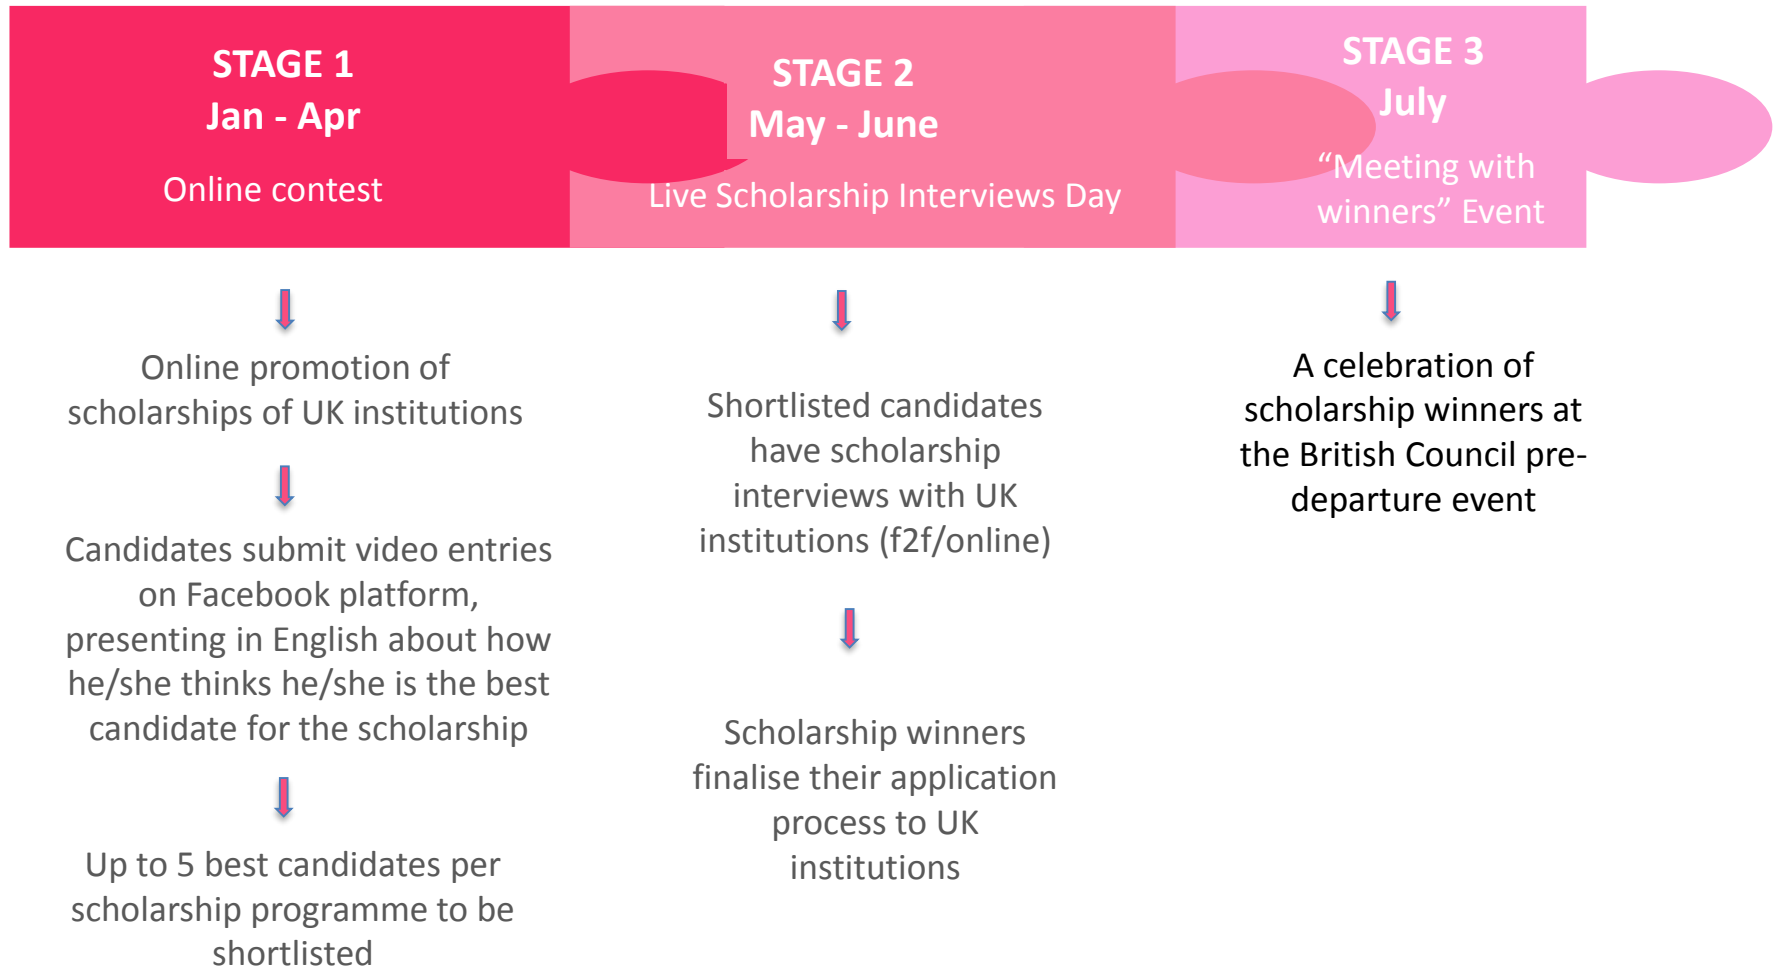 STAGE 1
Jan - Apr
Online contest
STAGE 2
May - June
Live Scholarship Interviews Day
STAGE 3
July
“Meeting with
winners” Event
Online promotion of
scholarships of UK institutions
Candidates submit video entries
on Facebook platform,
presenting in English about how
he/she thinks he/she is the best
candidate for the scholarship
Up to 5 best candidates per
scholarship programme to be
shortlisted
Shortlisted candidates
have scholarship
interviews with UK
institutions (f2f/online)
Scholarship winners
finalise their application
process to UK
institutions
A celebration of
scholarship winners at
the British Council pre-
departure event